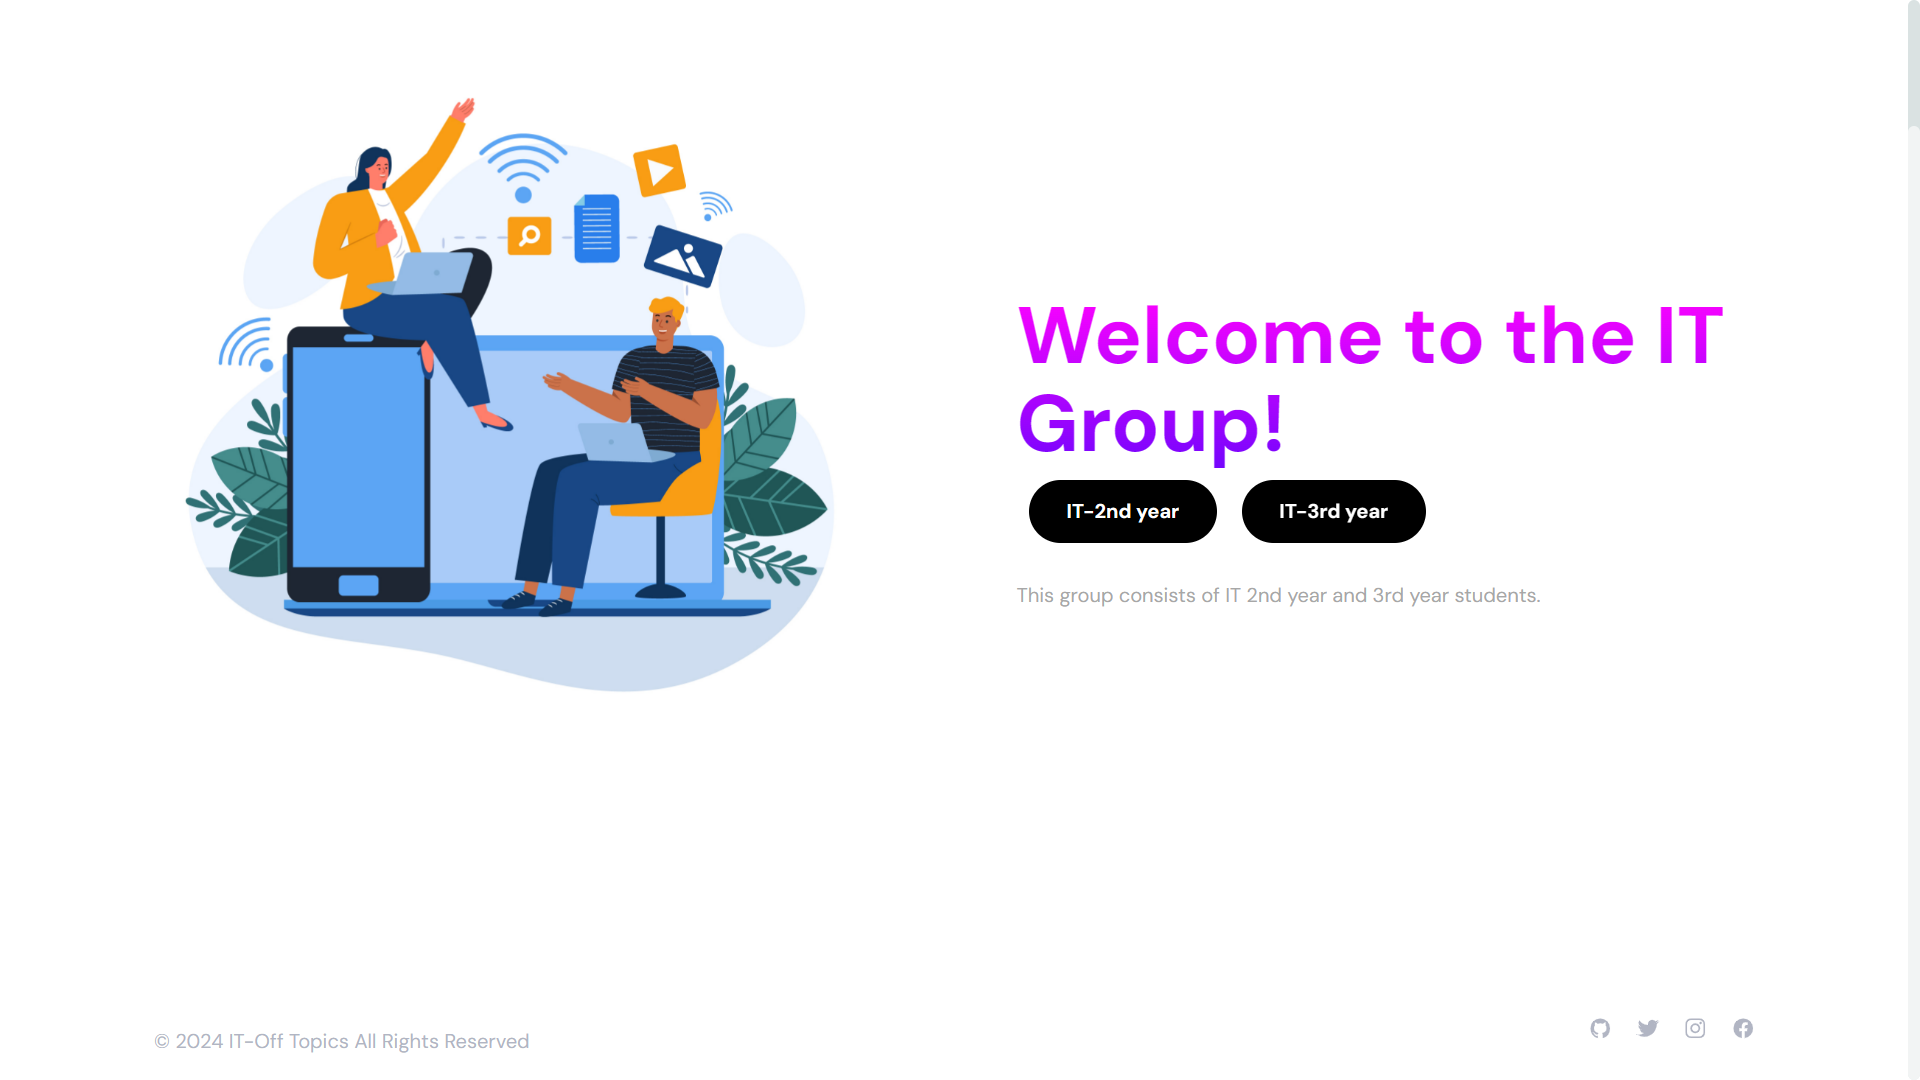 Welcome to the IT
Group!
IT-2nd year
IT-3rd year
This group consists of IT 2nd year and 3rd year students.
© 2024 IT-Off Topics All Rights Reserved